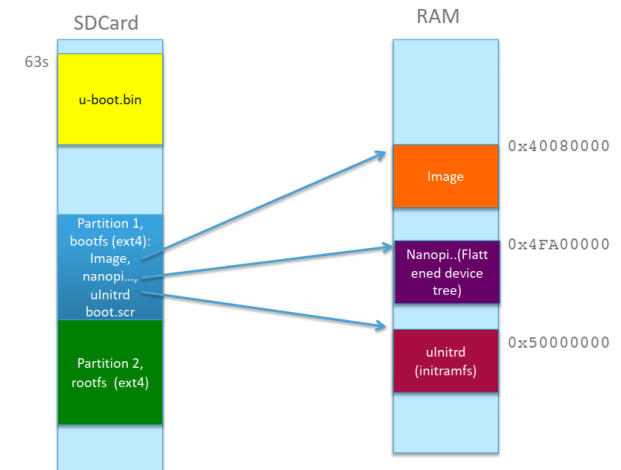 SDCard
RAM
63s
u-boot.bin
Partition 1,
bootfs (ext4):
Image,
nanopi...,
uInitrd
boot.scr
Partition 2,
rootfs (ext4)
Image
0x40080000
Nanopi..(Flatt
ened device
tree)
0x4FA00000
uInitrd
(initramfs)
0x50000000